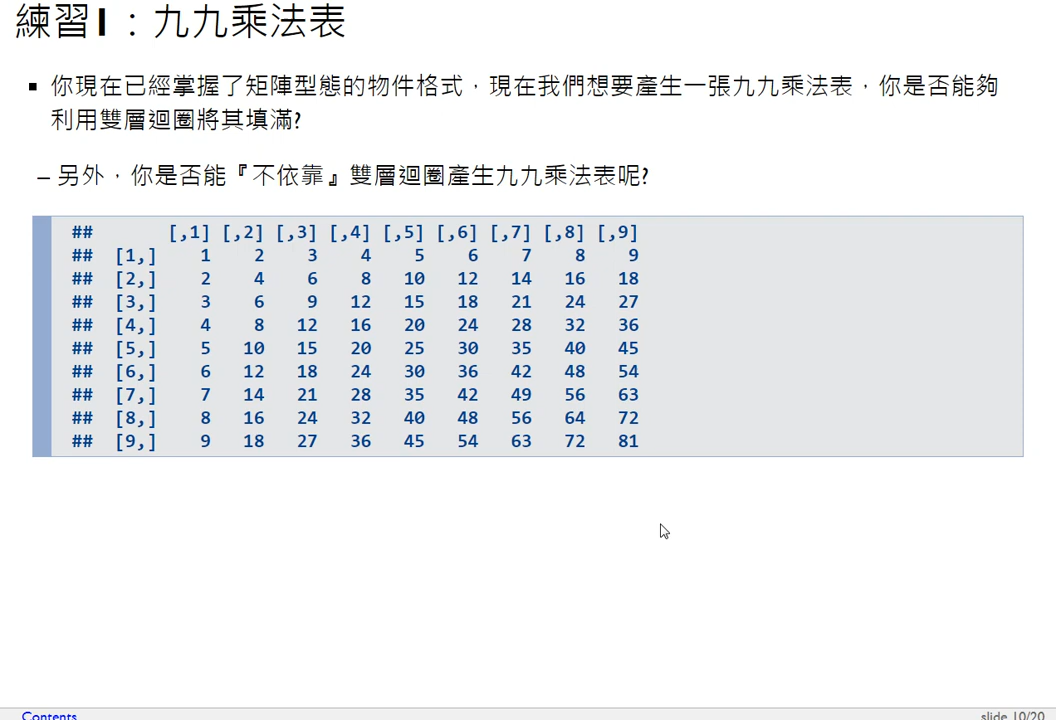 練習1：九九乘法表
▪ 你現在已經掌握了矩陣型態的物件格式，現在我們想要產生一張九九乘法表，你是否能夠
利用雙層迴圈將其填滿?
– 另外，你是否能『不依靠』雙層迴圈產生九九乘法表呢?
## [,1] [,2] [,3] [,4] [,5] [,6] [,7] [,8] [,9]
## [1,] 1 2 3 4 5 6 7 8 9
## [2,] 2 4 6 8 10 12 14 16 18
## [3,] 3 6 9 12 15 18 21 24 27
## [4,] 4 8 12 16 20 24 28 32 36
## [5,] 5 10 15 20 25 30 35 40 45
## [6,] 6 12 18 24 30 36 42 48 54
## [7,] 7 14 21 28 35 42 49 56 63
## [8,] 8 16 24 32 40 48 56 64 72
## [9,] 9 18 27 36 45 54 63 72 81
Contents slide 10/20